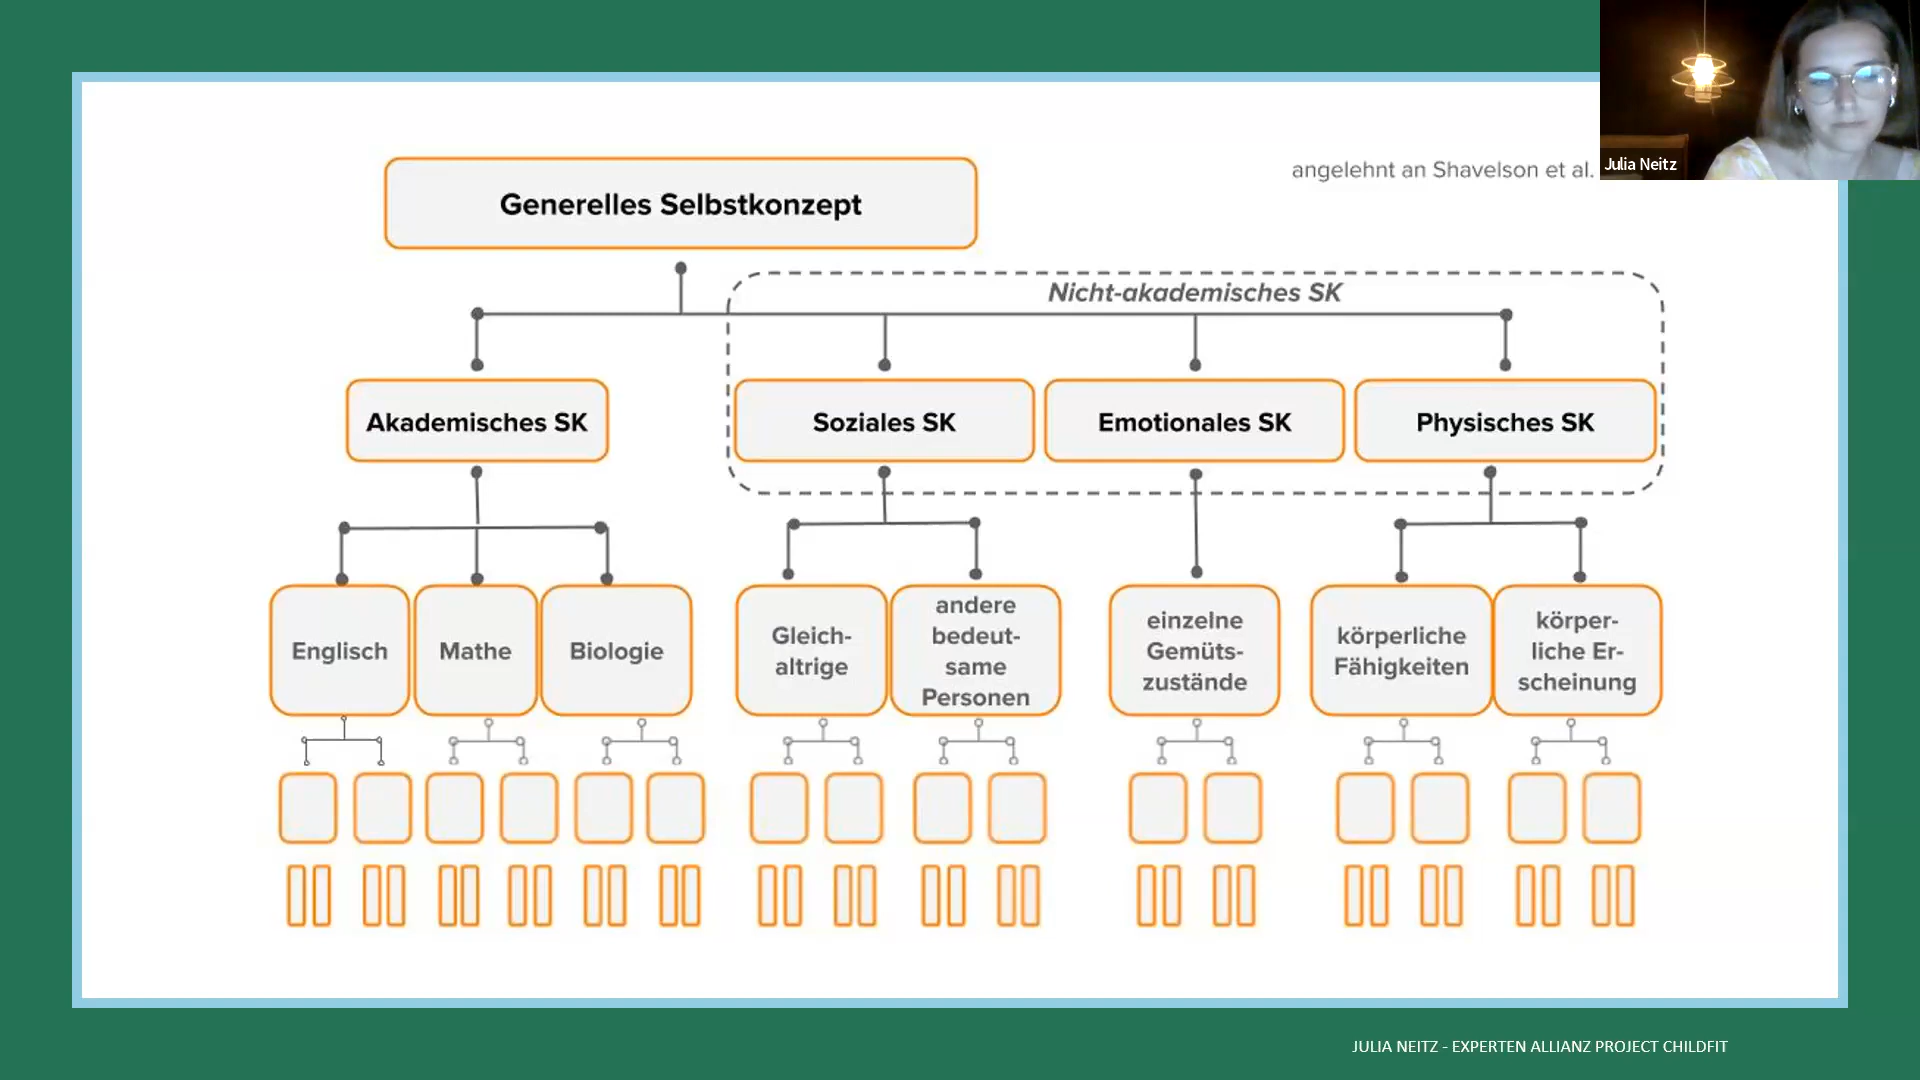 Generelles Selbstkonzept
angelehnt an Shavelson et al.
Julia Neitz
Nicht-akademisches SK
Akademisches SK
Soziales SK
Emotionales SK
Physisches SK
Englisch
Mathe
Biologie
Gleich-
altrige
andere
bedeut-
same
Personen
einzelne
Gemüts-
zustände
körperliche
Fähigkeiten
körper-
liche Er-
scheinung
JULIA NEITZ - EXPERTEN ALLIANZ PROJECT CHILDFIT